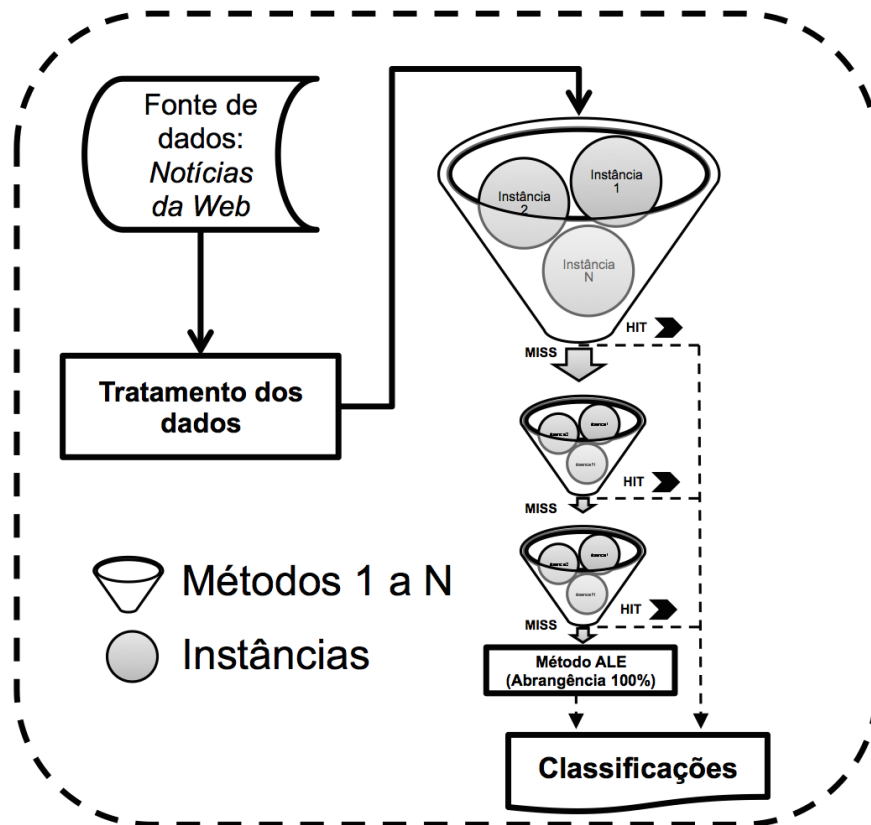 Fonte de
dados:
Notícias
da Web
Tratamento dos
dados
Instância
1
Instância
2
Instância
N
HIT
MISS
HIT
MISS
HIT
MISS
Método ALE
(Abrangência 100%)
Classificações
Métodos 1 a N
Instâncias